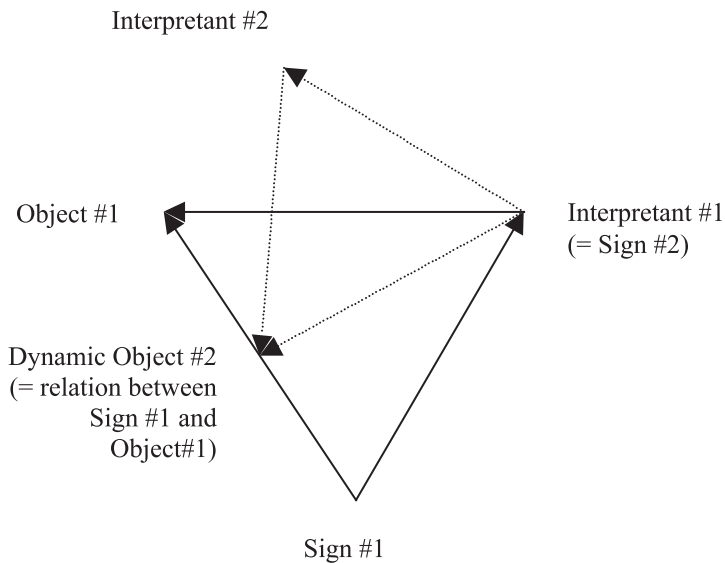 Interpretant #2
Object #1
Interpretant #1
(= Sign #2)
Dynamic Object #2
(= relation between
Sign #1 and
Object#1)
Sign #1